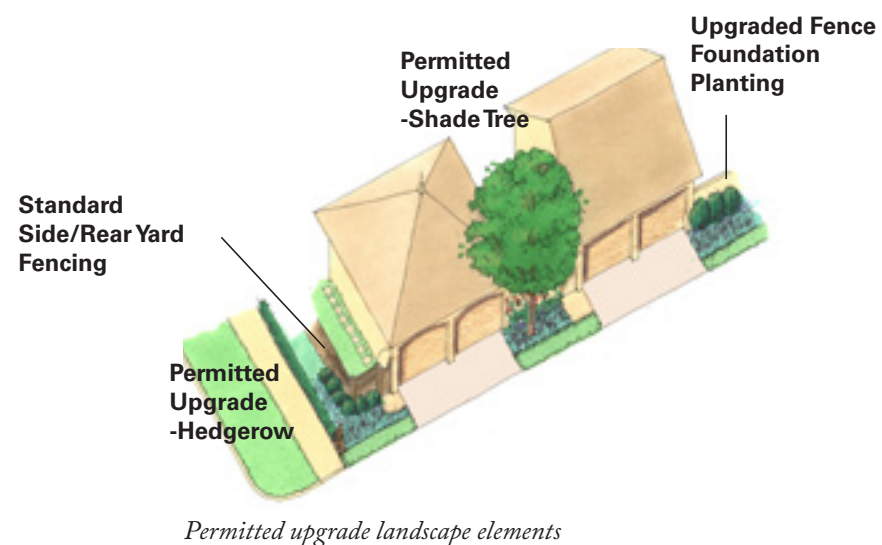 Upgraded Fence
Foundation
Planting
Permitted
Upgrade
-Shade Tree
Standard
Side/Rear Yard
Fencing
Permitted
Upgrade
-Hedgerow
Permitted upgrade landscape elements